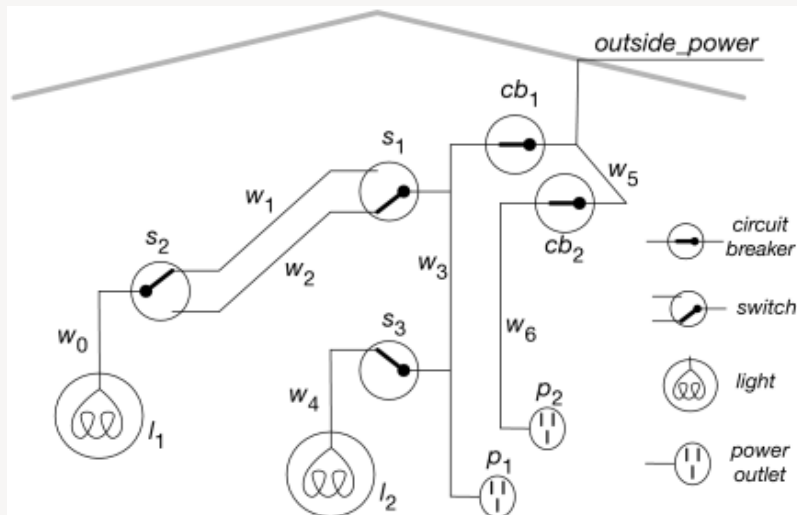 outside_power
cb₁
s₁
w₅
w₁
cb₂
circuit
breaker
s₂
w₂
w₃
switch
w₀
s₃
w₆
w₄
p₂
light
l₁
p₁
l₂
power
outlet